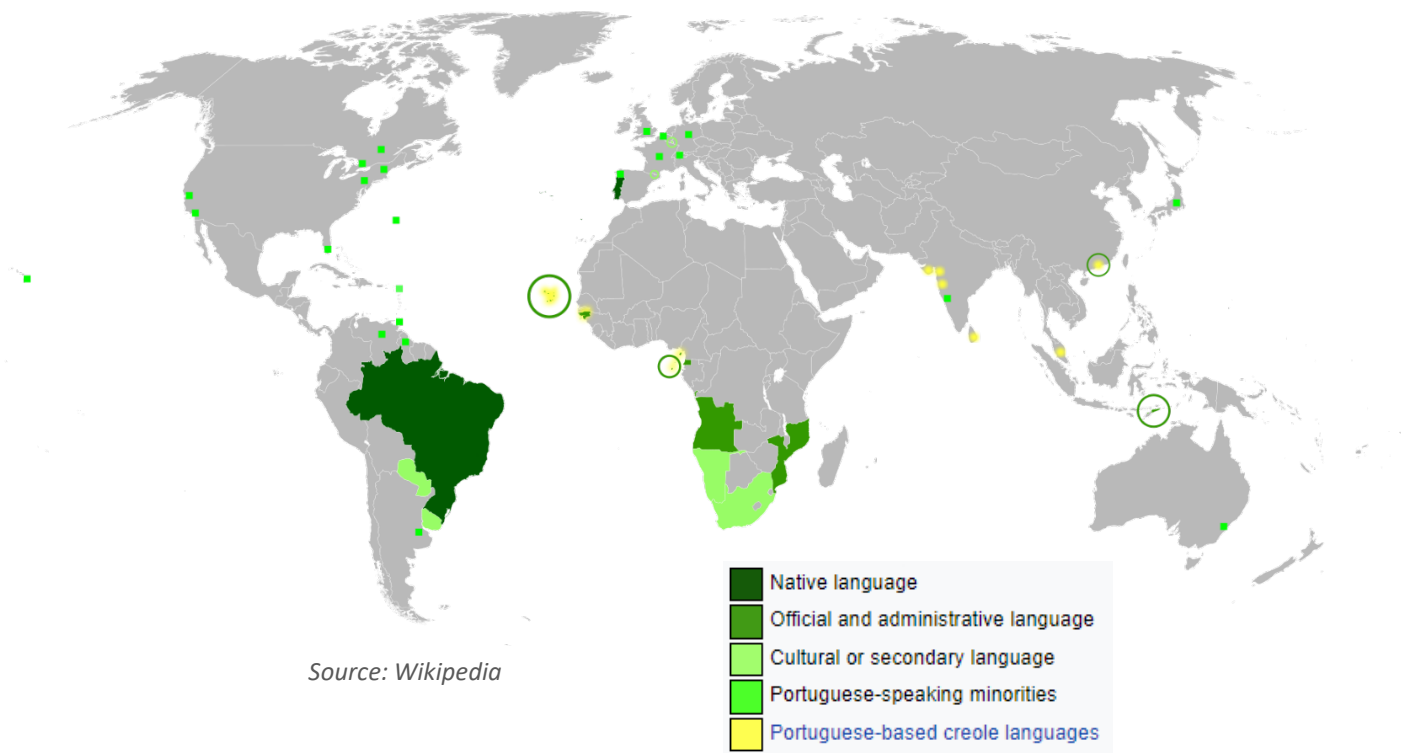 Native language
Official and administrative language
Cultural or secondary language
Source: Wikipedia
Portuguese-speaking minorities
Portuguese-based creole languages